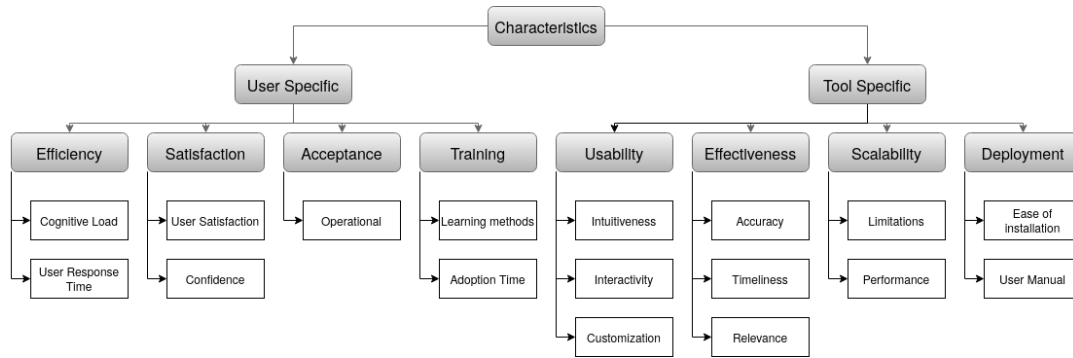 Characteristics
User Specific
Tool Specific
Efficiency
Satisfaction
Acceptance
Training
Usability
Effectiveness
Scalability
Deployment
Cognitive Load
User Satisfaction
Operational
Learning methods
Intuitiveness
Accuracy
Limitations
Ease of
installation
User Response
Time
Confidence
Adoption Time
Interactivity
Timeliness
Performance
User Manual
Customization
Relevance